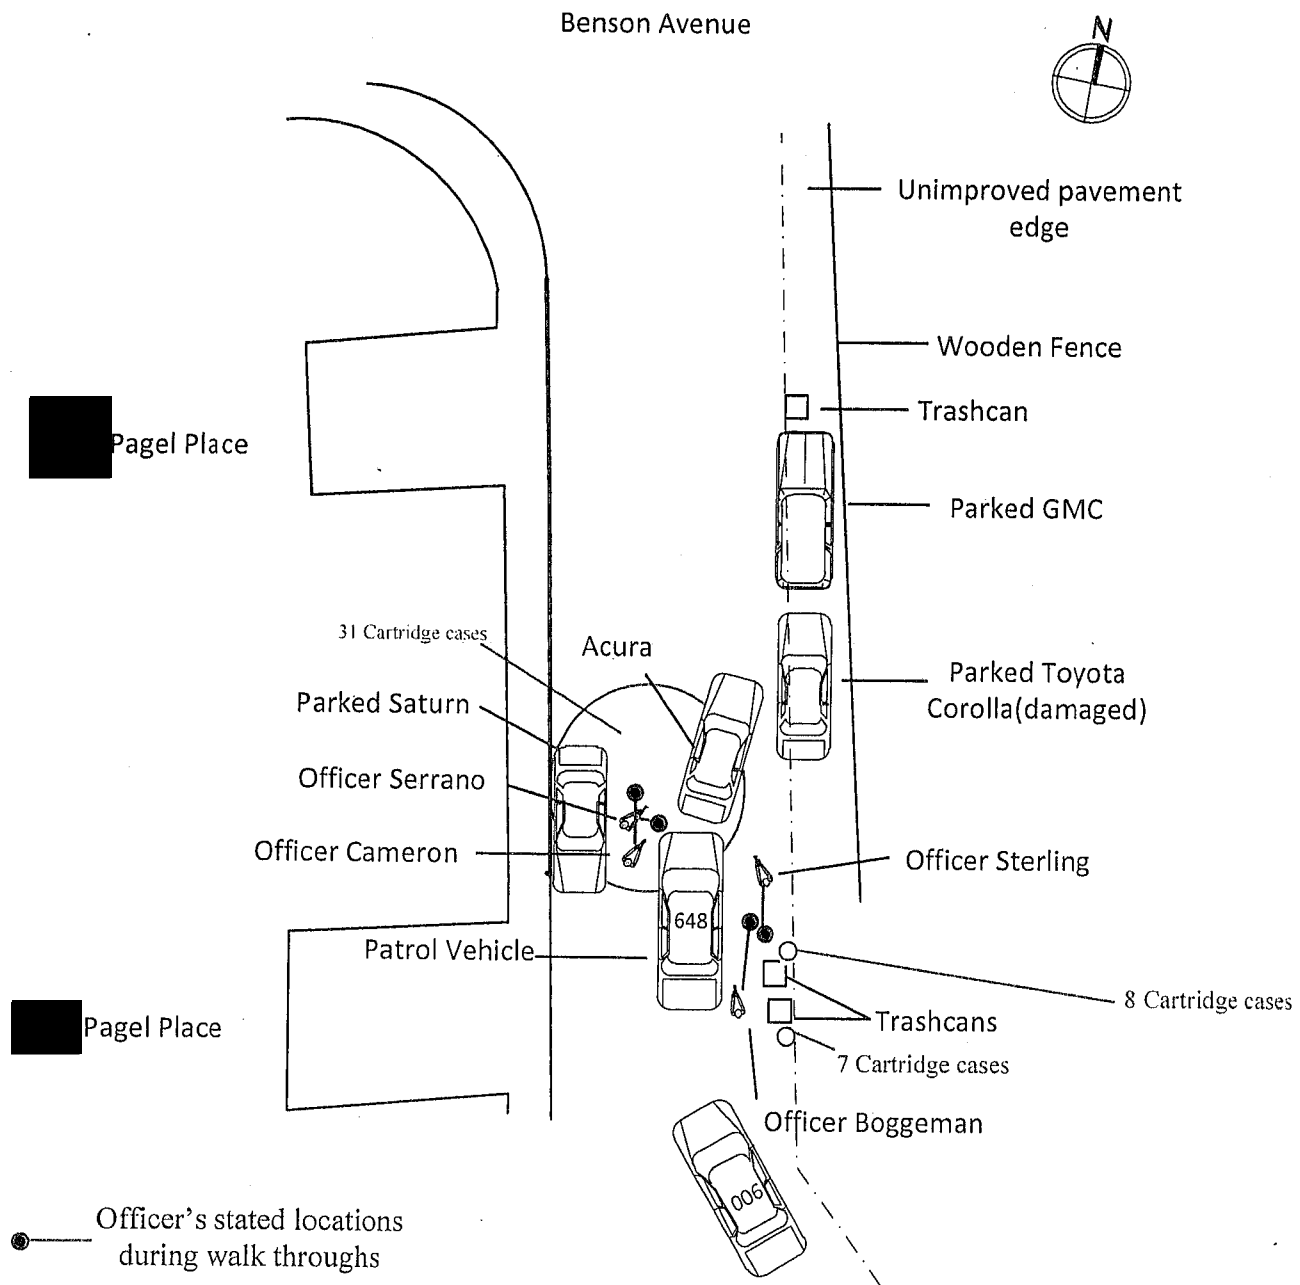 Benson Avenue
N
Unimproved pavement
edge
Wooden Fence
Trashcan
Pagel Place
Parked GMC
31 Cartridge cases
Acura
Parked Toyota
Corolla(damaged)
Parked Saturn
Officer Serrano
Officer Cameron
Officer Sterling
648
Patrol Vehicle
8 Cartridge cases
Trashcans
Pagel Place
7 Cartridge cases
Officer Boggeman
006
Officer's stated locations
during walk throughs